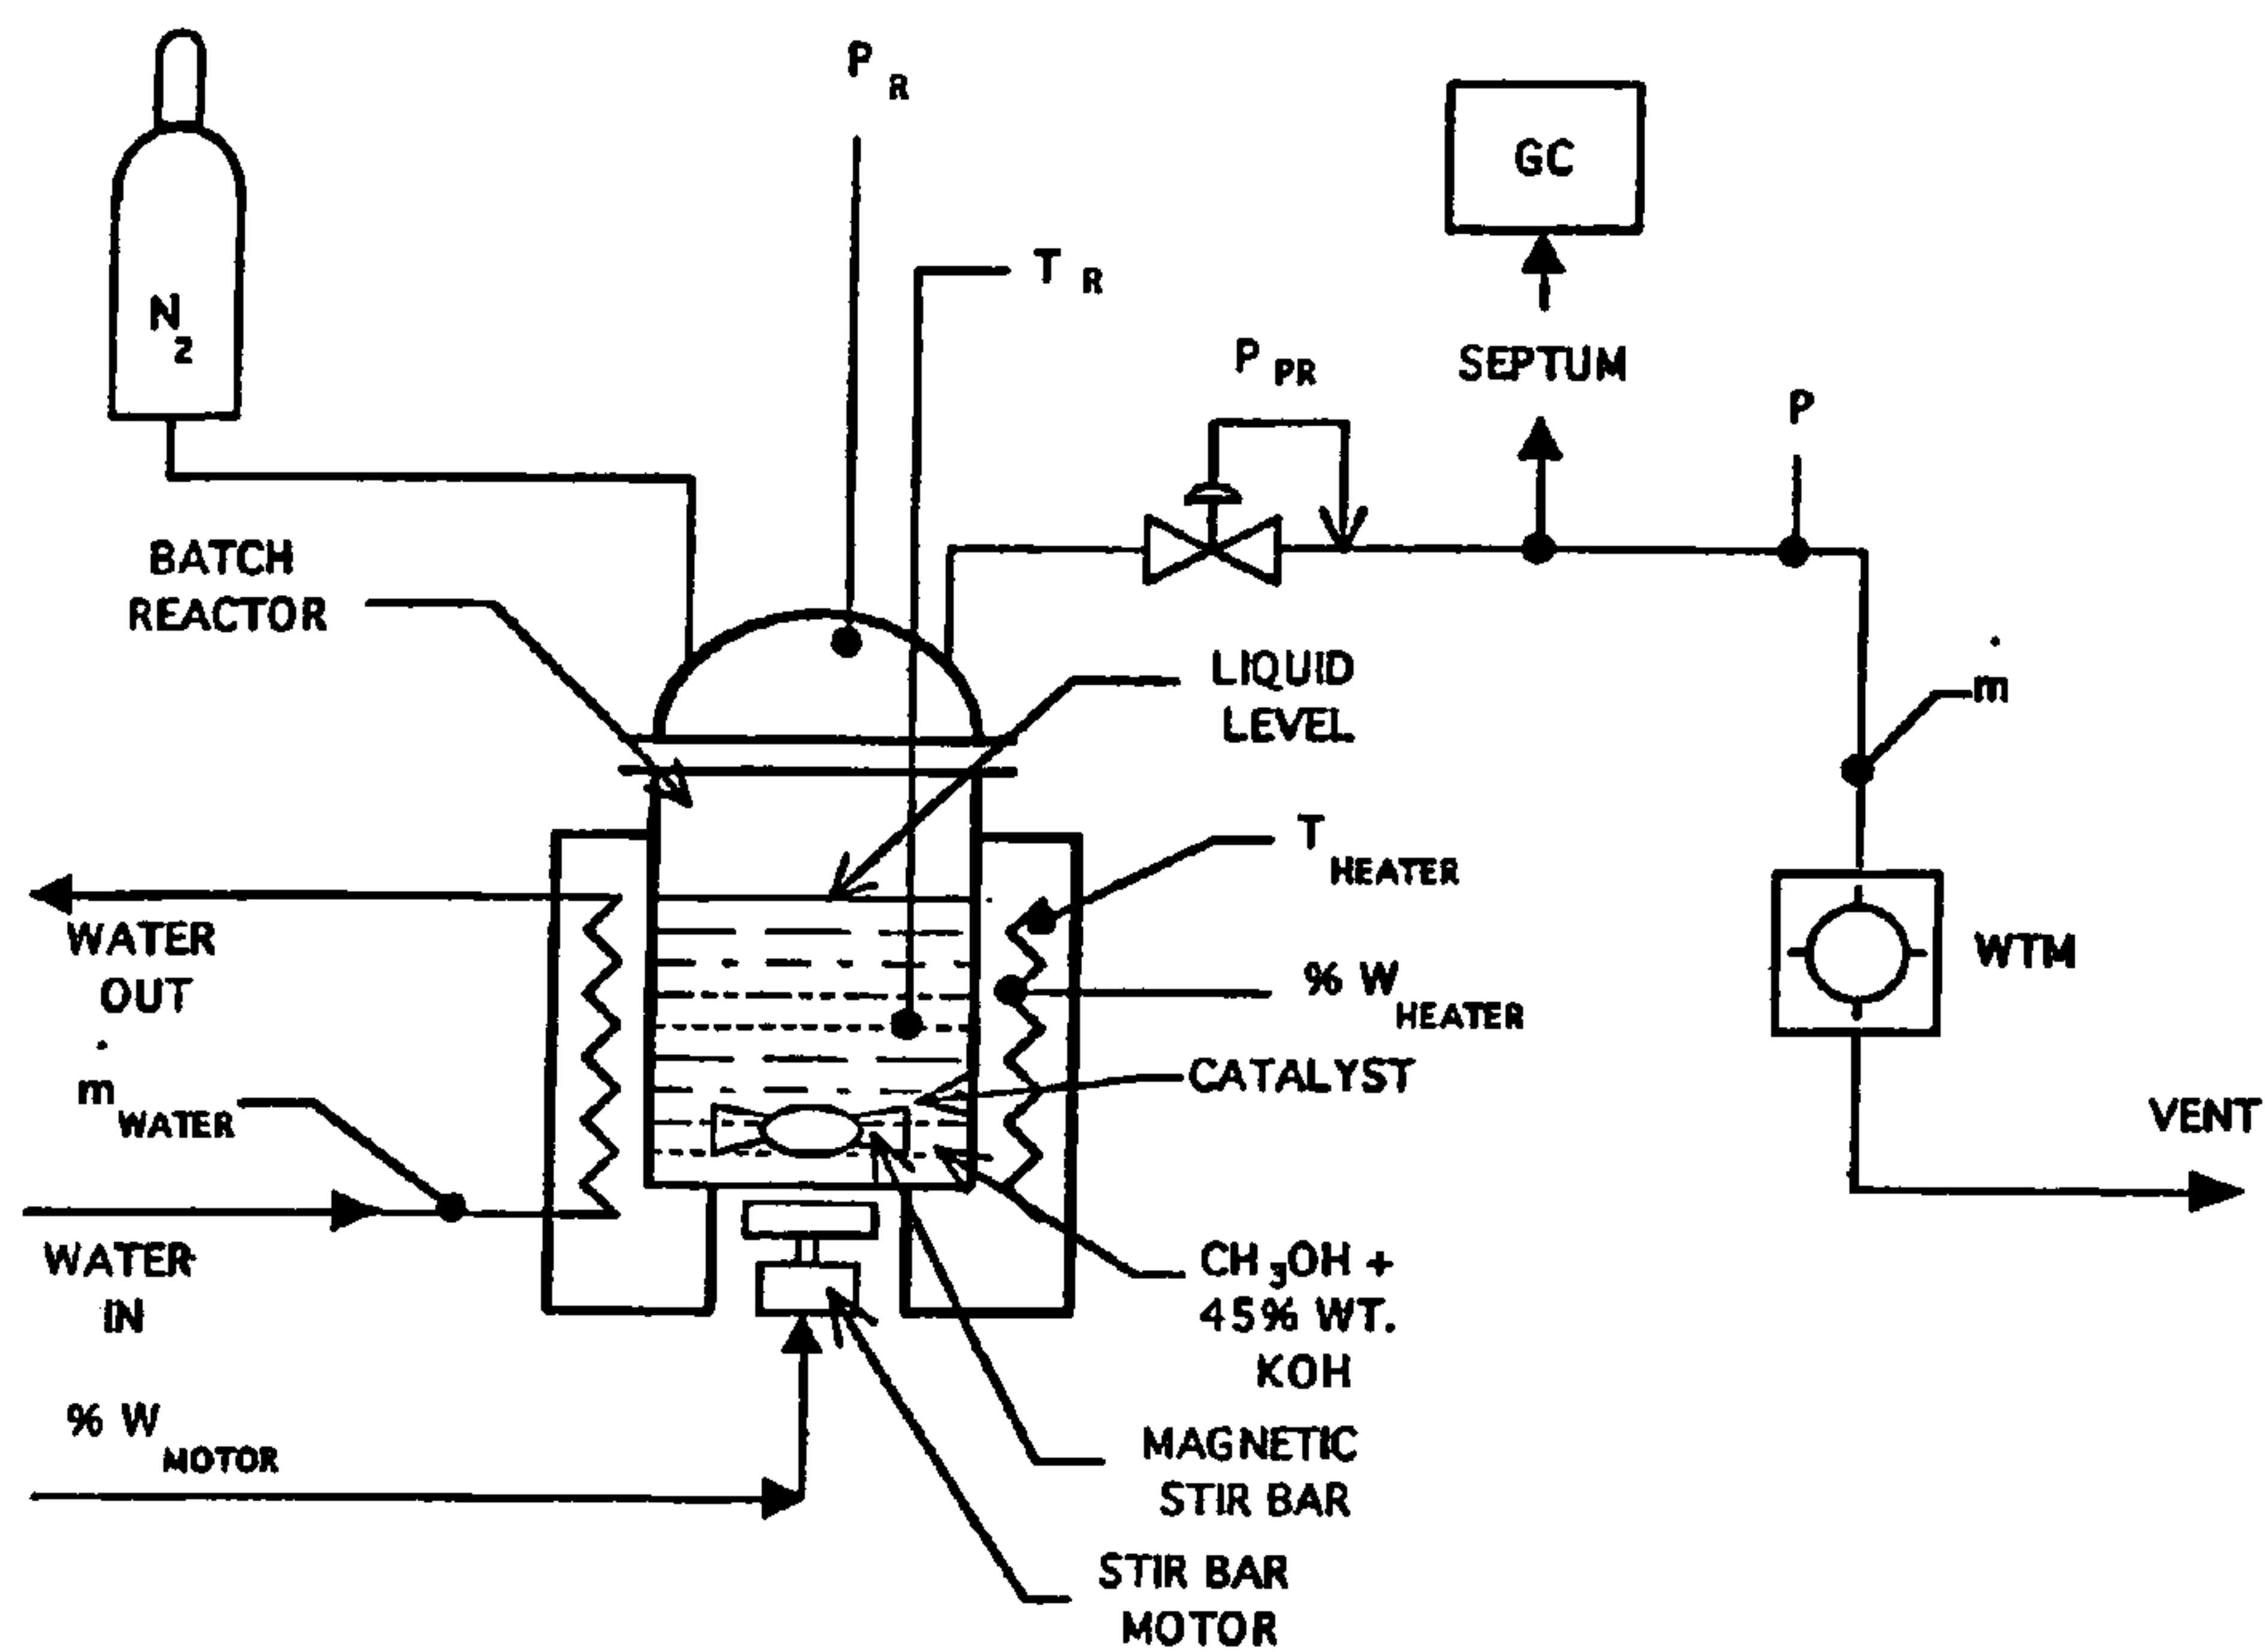 P R
GC
T R
N2
P PR
SEPTUM
P
BATCH
REACTOR
LIQUID
LEVEL
ṁ
T HEATER
WATER
OUT
% W HEATER
WTM
ṁ WATER
CATALYST
VENT
WATER
IN
CH3OH +
45% WT.
KOH
% W MOTOR
MAGNETIC
STIR BAR
STIR BAR
MOTOR